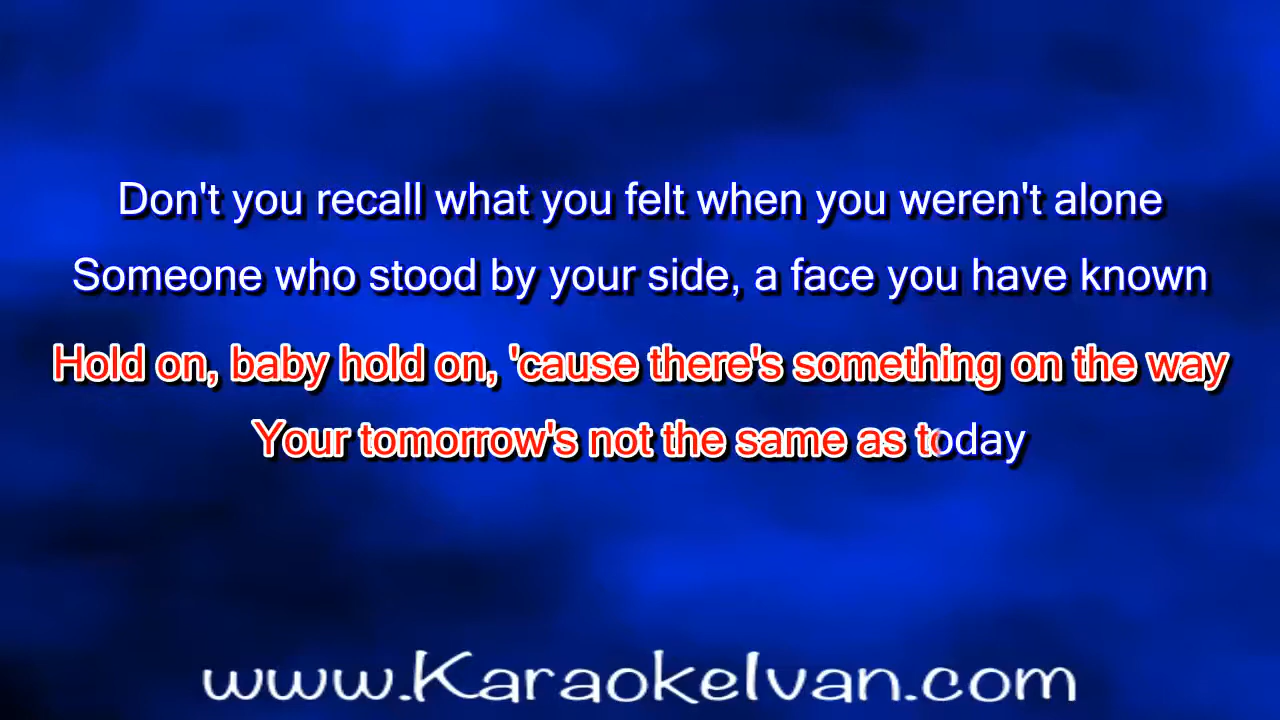 Don't you recall what you felt when you weren't alone
Someone who stood by your side, a face you have known
Hold on, baby hold on, 'cause there's something on the way
Your tomorrow's not the same as today
www.KaraokeIvan.com